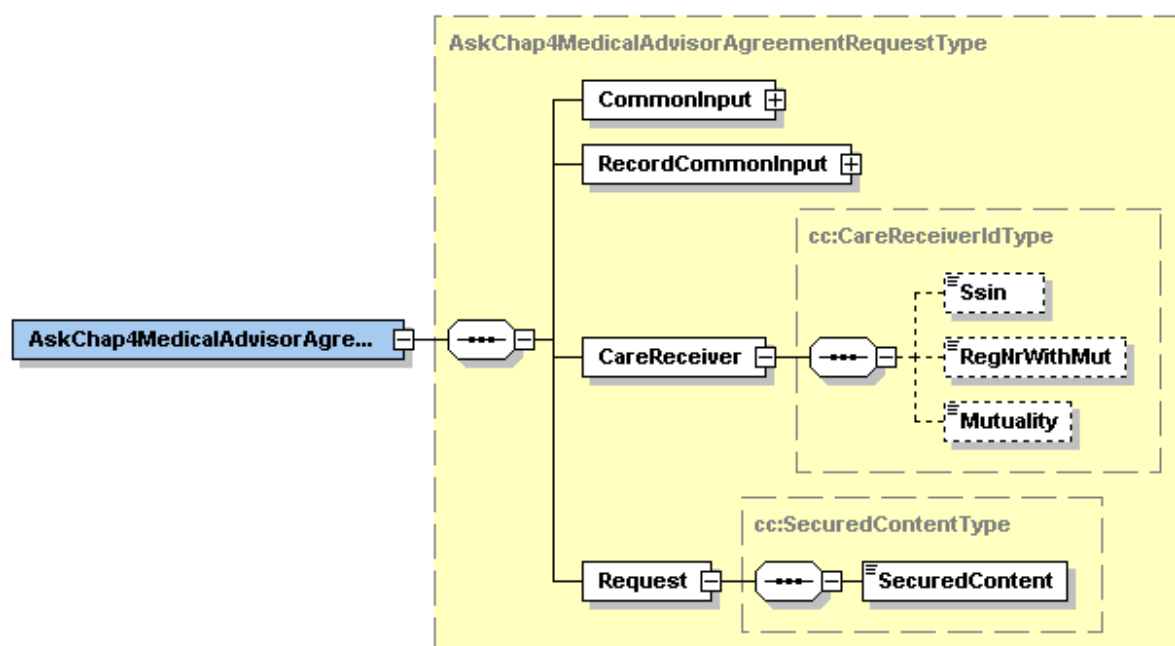 AskChap4MedicalAdvisorAgreementRequestType
CommonInput
RecordCommonInput
cc:CareReceiverIdType
Ssin
AskChap4MedicalAdvisorAgre...
CareReceiver
RegNrWithMut
Mutuality
cc:SecuredContentType
Request
SecuredContent